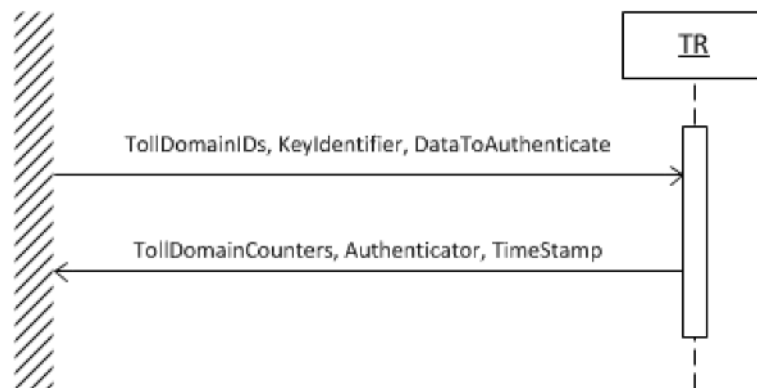 TR
TollDomainIDs, KeyIdentifier, DataToAuthenticate
TollDomainCounters, Authenticator, TimeStamp